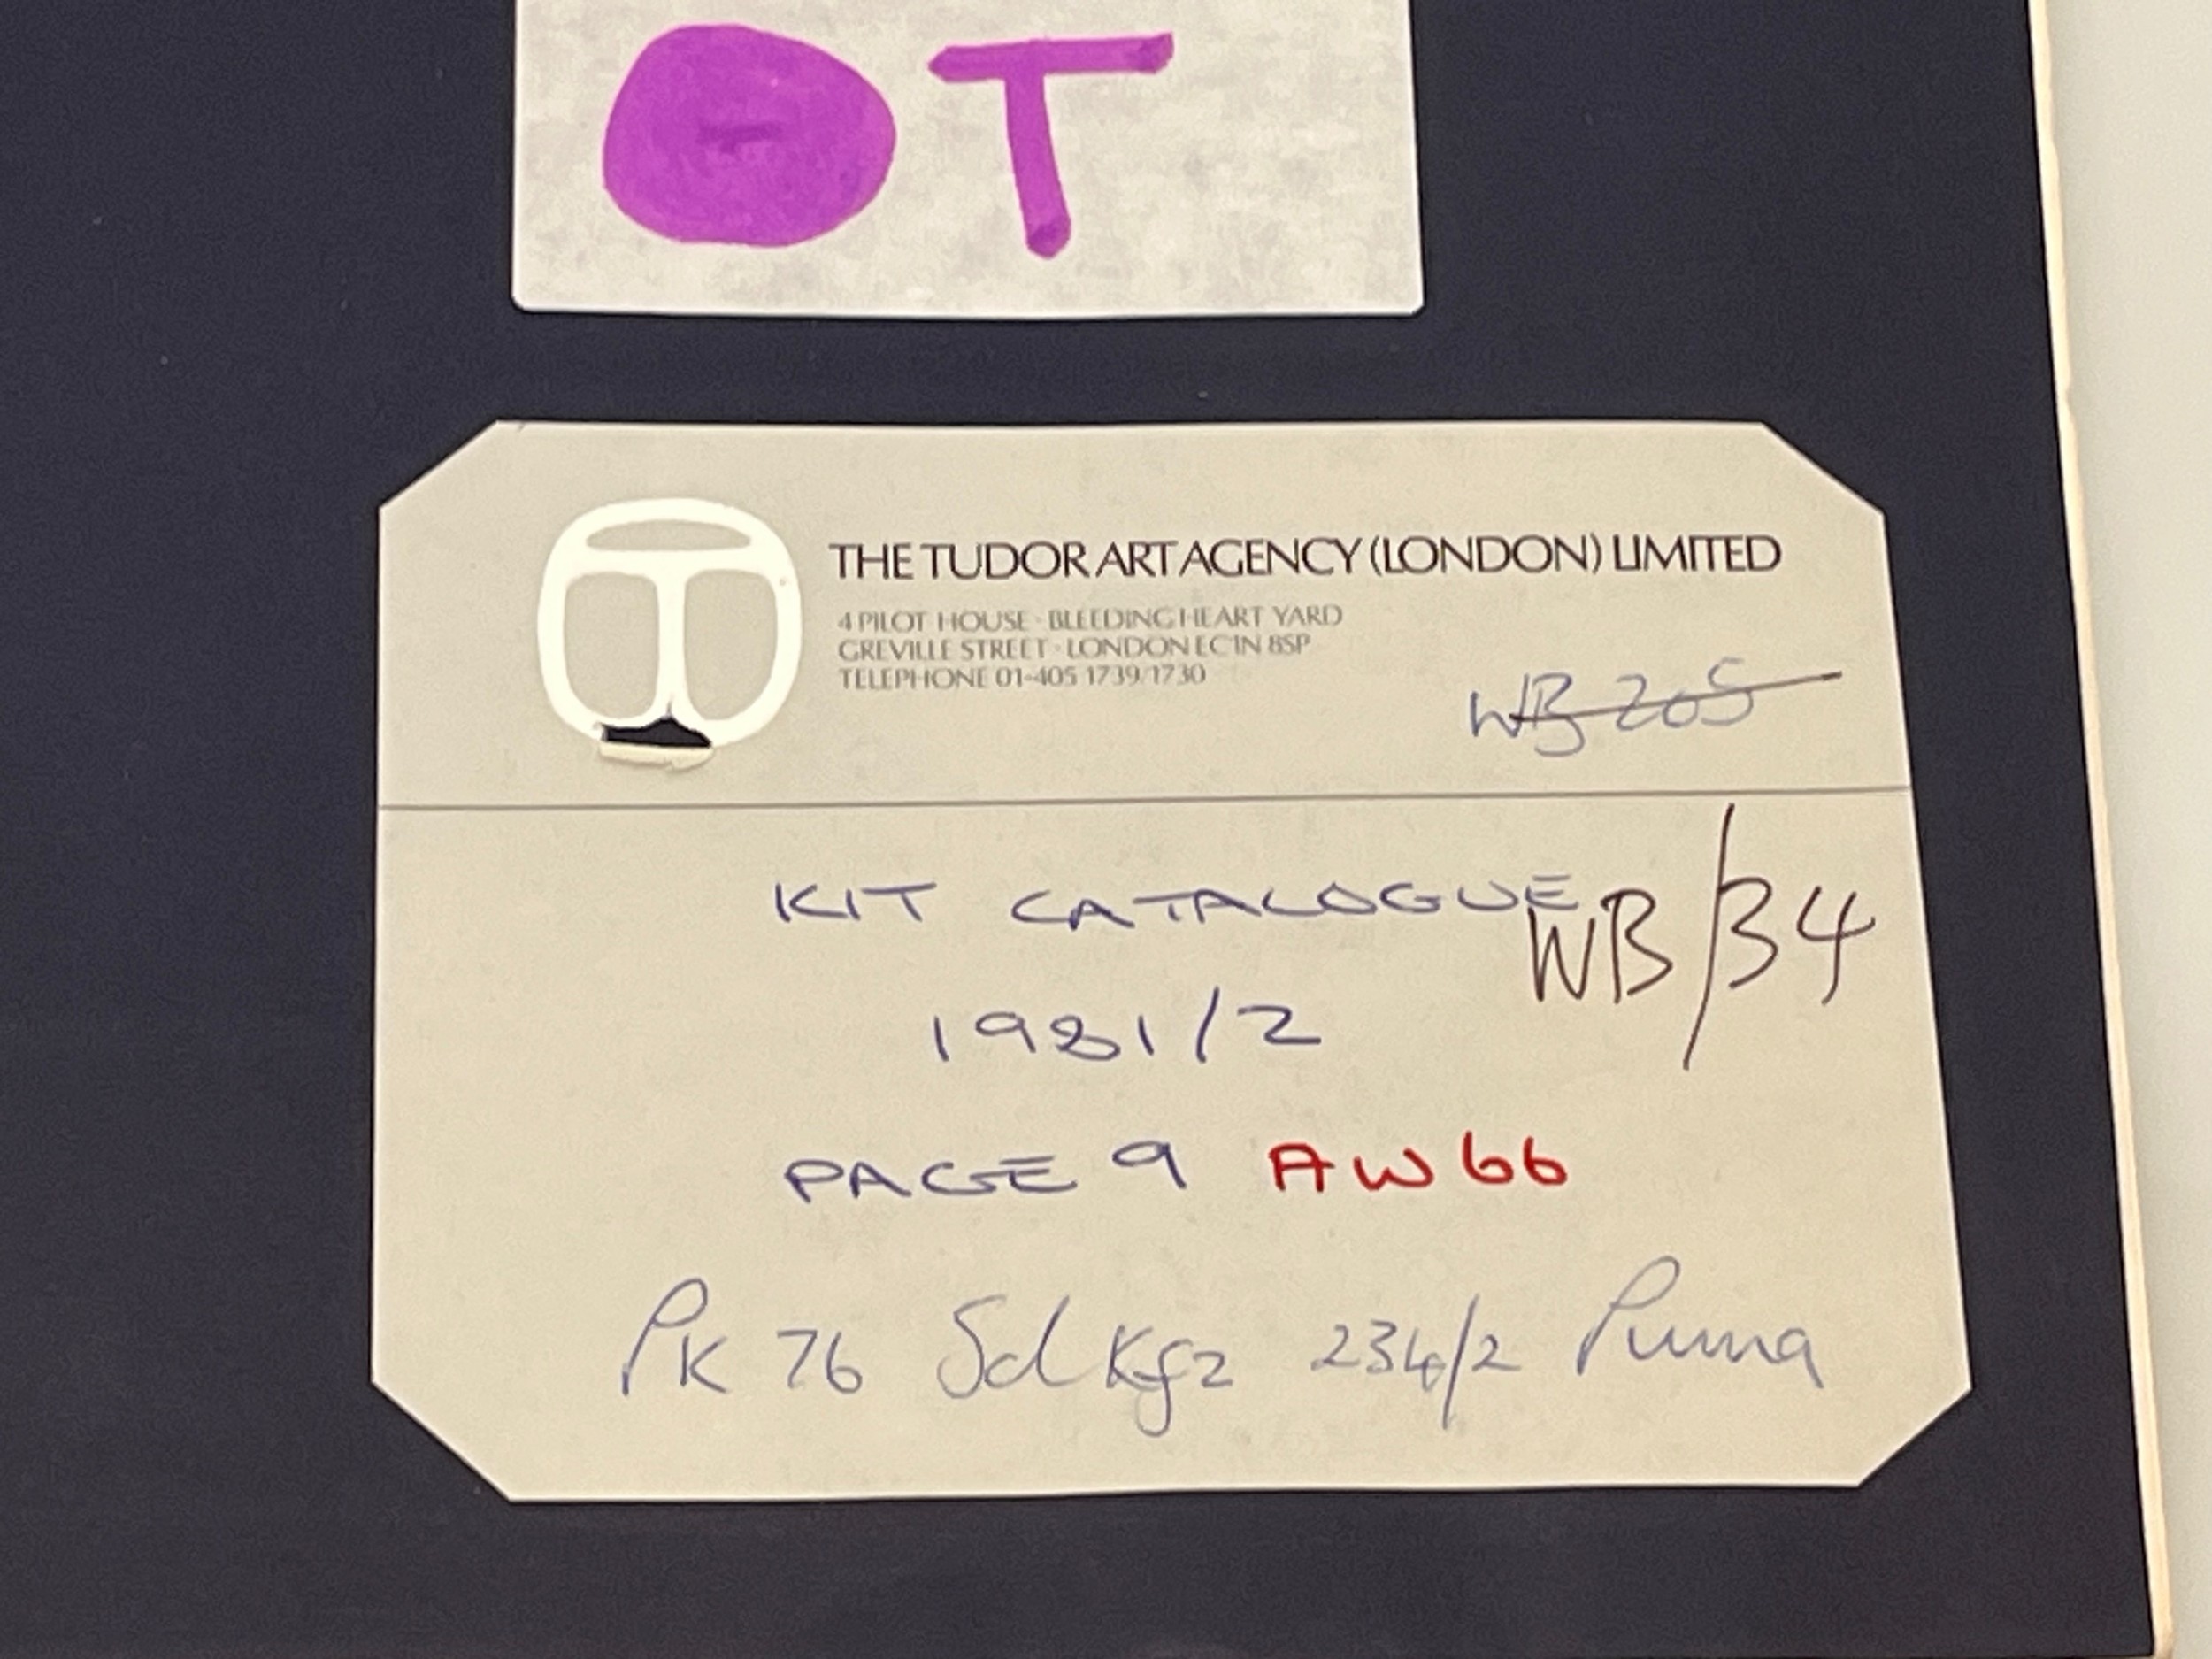 OT
THE TUDOR ART AGENCY (LONDON) LIMITED
4 PILOT HOUSE · BLEEDING HEART YARD
GREVILLE STREET · LONDON EC1N 8SP
TELEPHONE 01-405 1739/1730
WB 205
KIT CATALOGUE
WB/34
1981/2
PAGE 9 AW66
PK 76 Sd Kfz 234/2 Puma